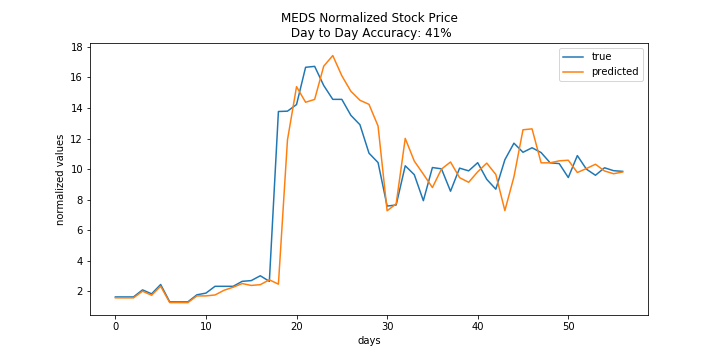 MEDS Normalized Stock Price
Day to Day Accuracy: 41%
true
predicted
normalized values
18
16
14
12
10
8
6
4
2
0
10
20
30
40
50
days